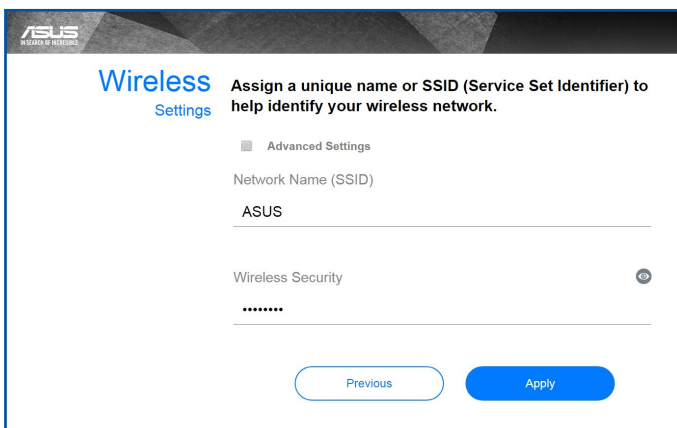 ASUS
IN SEARCH OF INCREDIBLE
Wireless
Settings
Assign a unique name or SSID (Service Set Identifier) to
help identify your wireless network.
Advanced Settings
Network Name (SSID)
ASUS
Wireless Security
••••••••
Previous
Apply